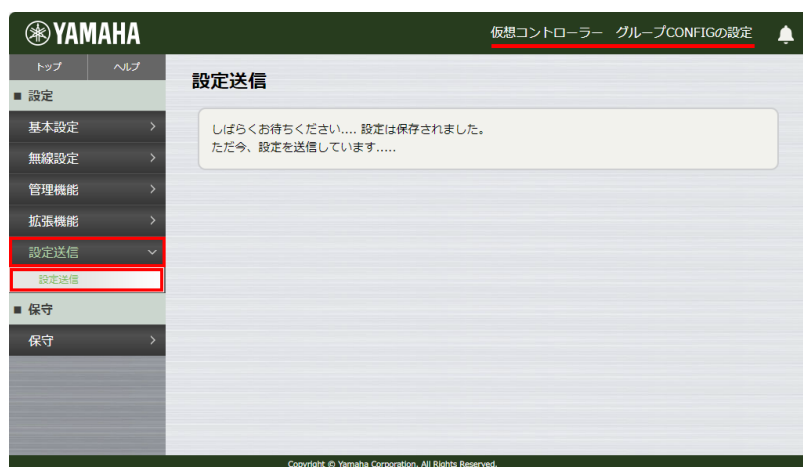 YAMAHA
仮想コントローラー グループCONFIGの設定
トップ
ヘルプ
■ 設定
基本設定
無線設定
管理機能
拡張機能
設定送信
設定送信
■ 保守
保守
設定送信
しばらくお待ちください.... 設定は保存されました。
ただ今、設定を送信しています.....
Copyright © Yamaha Corporation. All Rights Reserved.